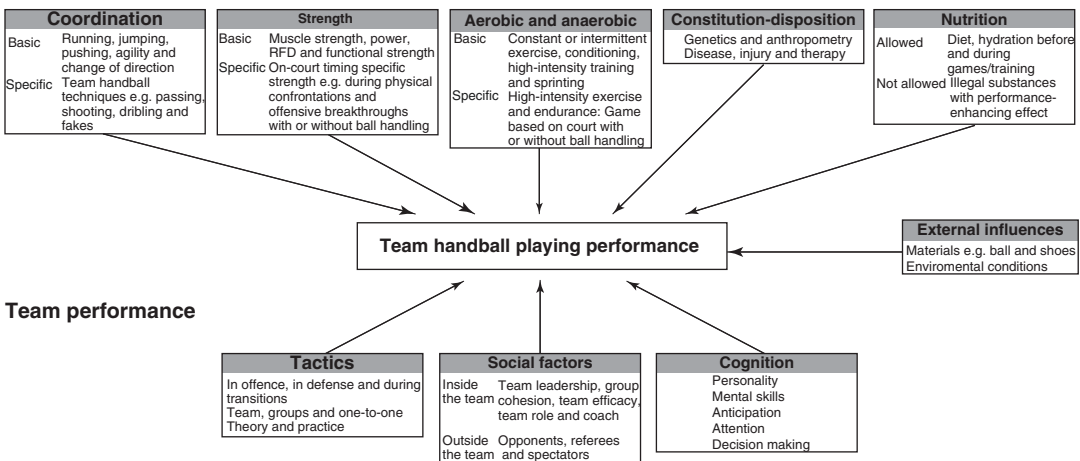 Coordination
Basic Running, jumping,
pushing, agility and
change of direction
Specific Team handball
techniques e.g. passing,
shooting, dribling and
fakes
Strength
Basic Muscle strength, power,
RFD and functional strength
Specific On-court timing specific
strength e.g. during physical
confrontations and
offensive breakthroughs
with or without ball handling
Aerobic and anaerobic
Basic Constant or intermittent
exercise, conditioning,
high-intensity training
and sprinting
Specific High-intensity exercise
and endurance: Game
based on court with
or without ball handling
Constitution-disposition
Genetics and anthropometry
Disease, injury and therapy
Nutrition
Allowed Diet, hydration before
and during
games/training
Not allowed Illegal substances
with performance-
enhancing effect
Team handball playing performance
External influences
Materials e.g. ball and shoes
Enviromental conditions
Team performance
Tactics
In offence, in defense and during
transitions
Team, groups and one-to-one
Theory and practice
Social factors
Inside Team leadership, group
the team cohesion, team efficacy,
team role and coach
Outside Opponents, referees
the team and spectators
Cognition
Personality
Mental skills
Anticipation
Attention
Decision making